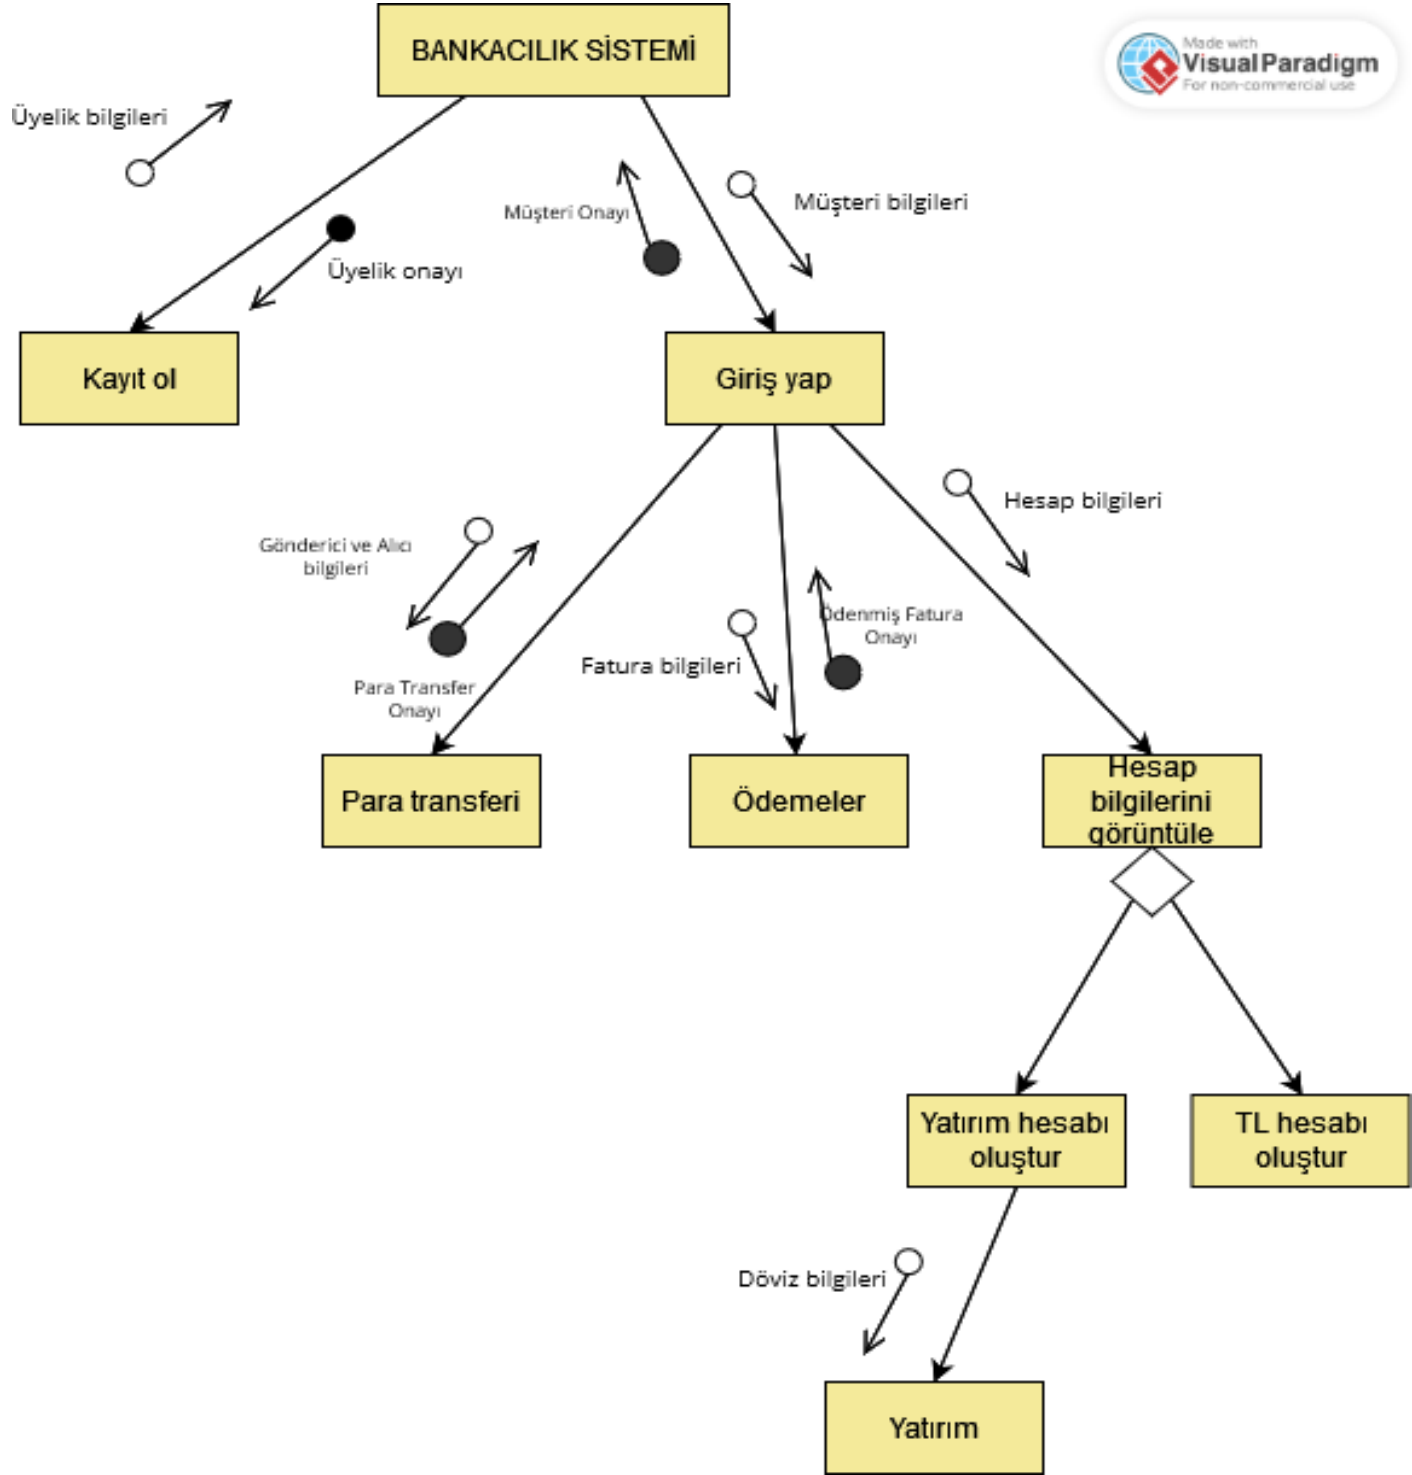 BANKACILIK SİSTEMİ
Made with
Visual Paradigm
For non-commercial use
Üyelik bilgileri
Müşteri Onayı
Müşteri bilgileri
Üyelik onayı
Kayıt ol
Giriş yap
Hesap bilgileri
Gönderici ve Alıcı
bilgileri
Ödenmiş Fatura
Onayı
Fatura bilgileri
Para Transfer
Onayı
Para transferi
Ödemeler
Hesap
bilgilerini
görüntüle
Yatırım hesabı
oluştur
TL hesabı
oluştur
Döviz bilgileri
Yatırım